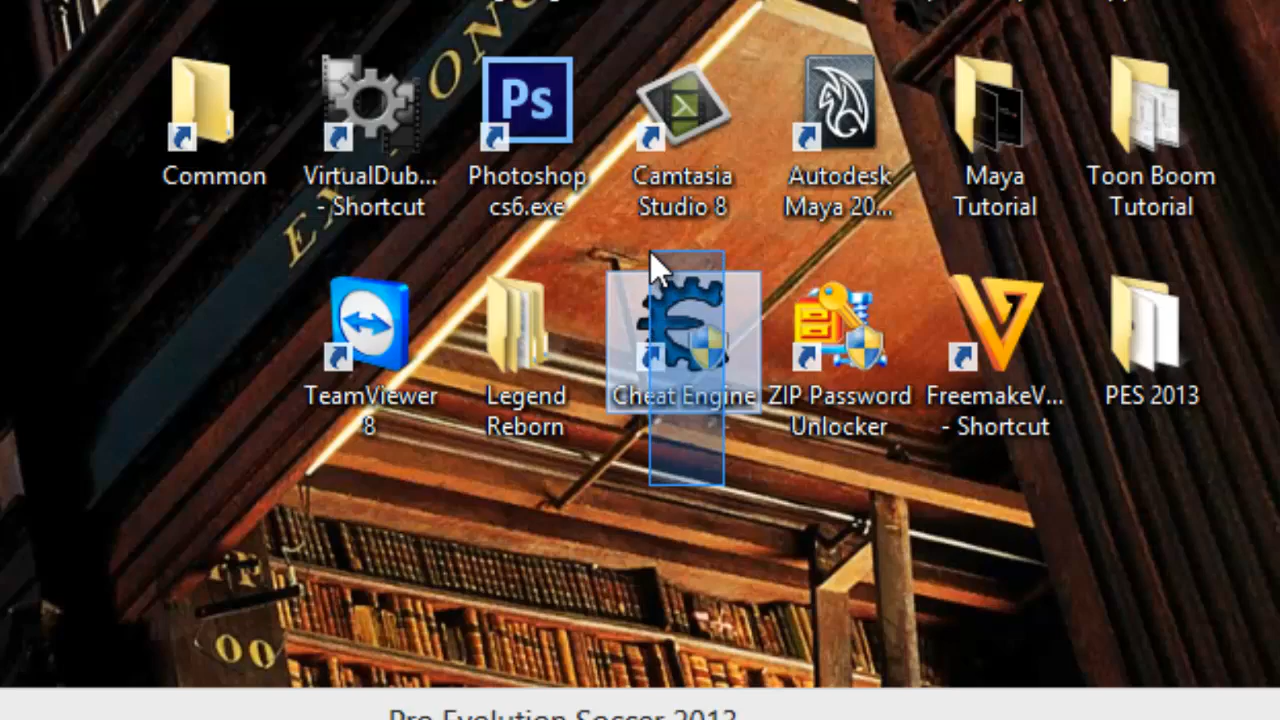 Common
VirtualDub...
- Shortcut
Ps
Photoshop
cs6.exe
Camtasia
Studio 8
Autodesk
Maya 20...
Maya
Tutorial
Toon Boom
Tutorial
TeamViewer
8
Legend
Reborn
Cheat Engine
ZIP Password
Unlocker
FreemakeV...
- Shortcut
PES 2013
Pro Evolution Soccer 2013